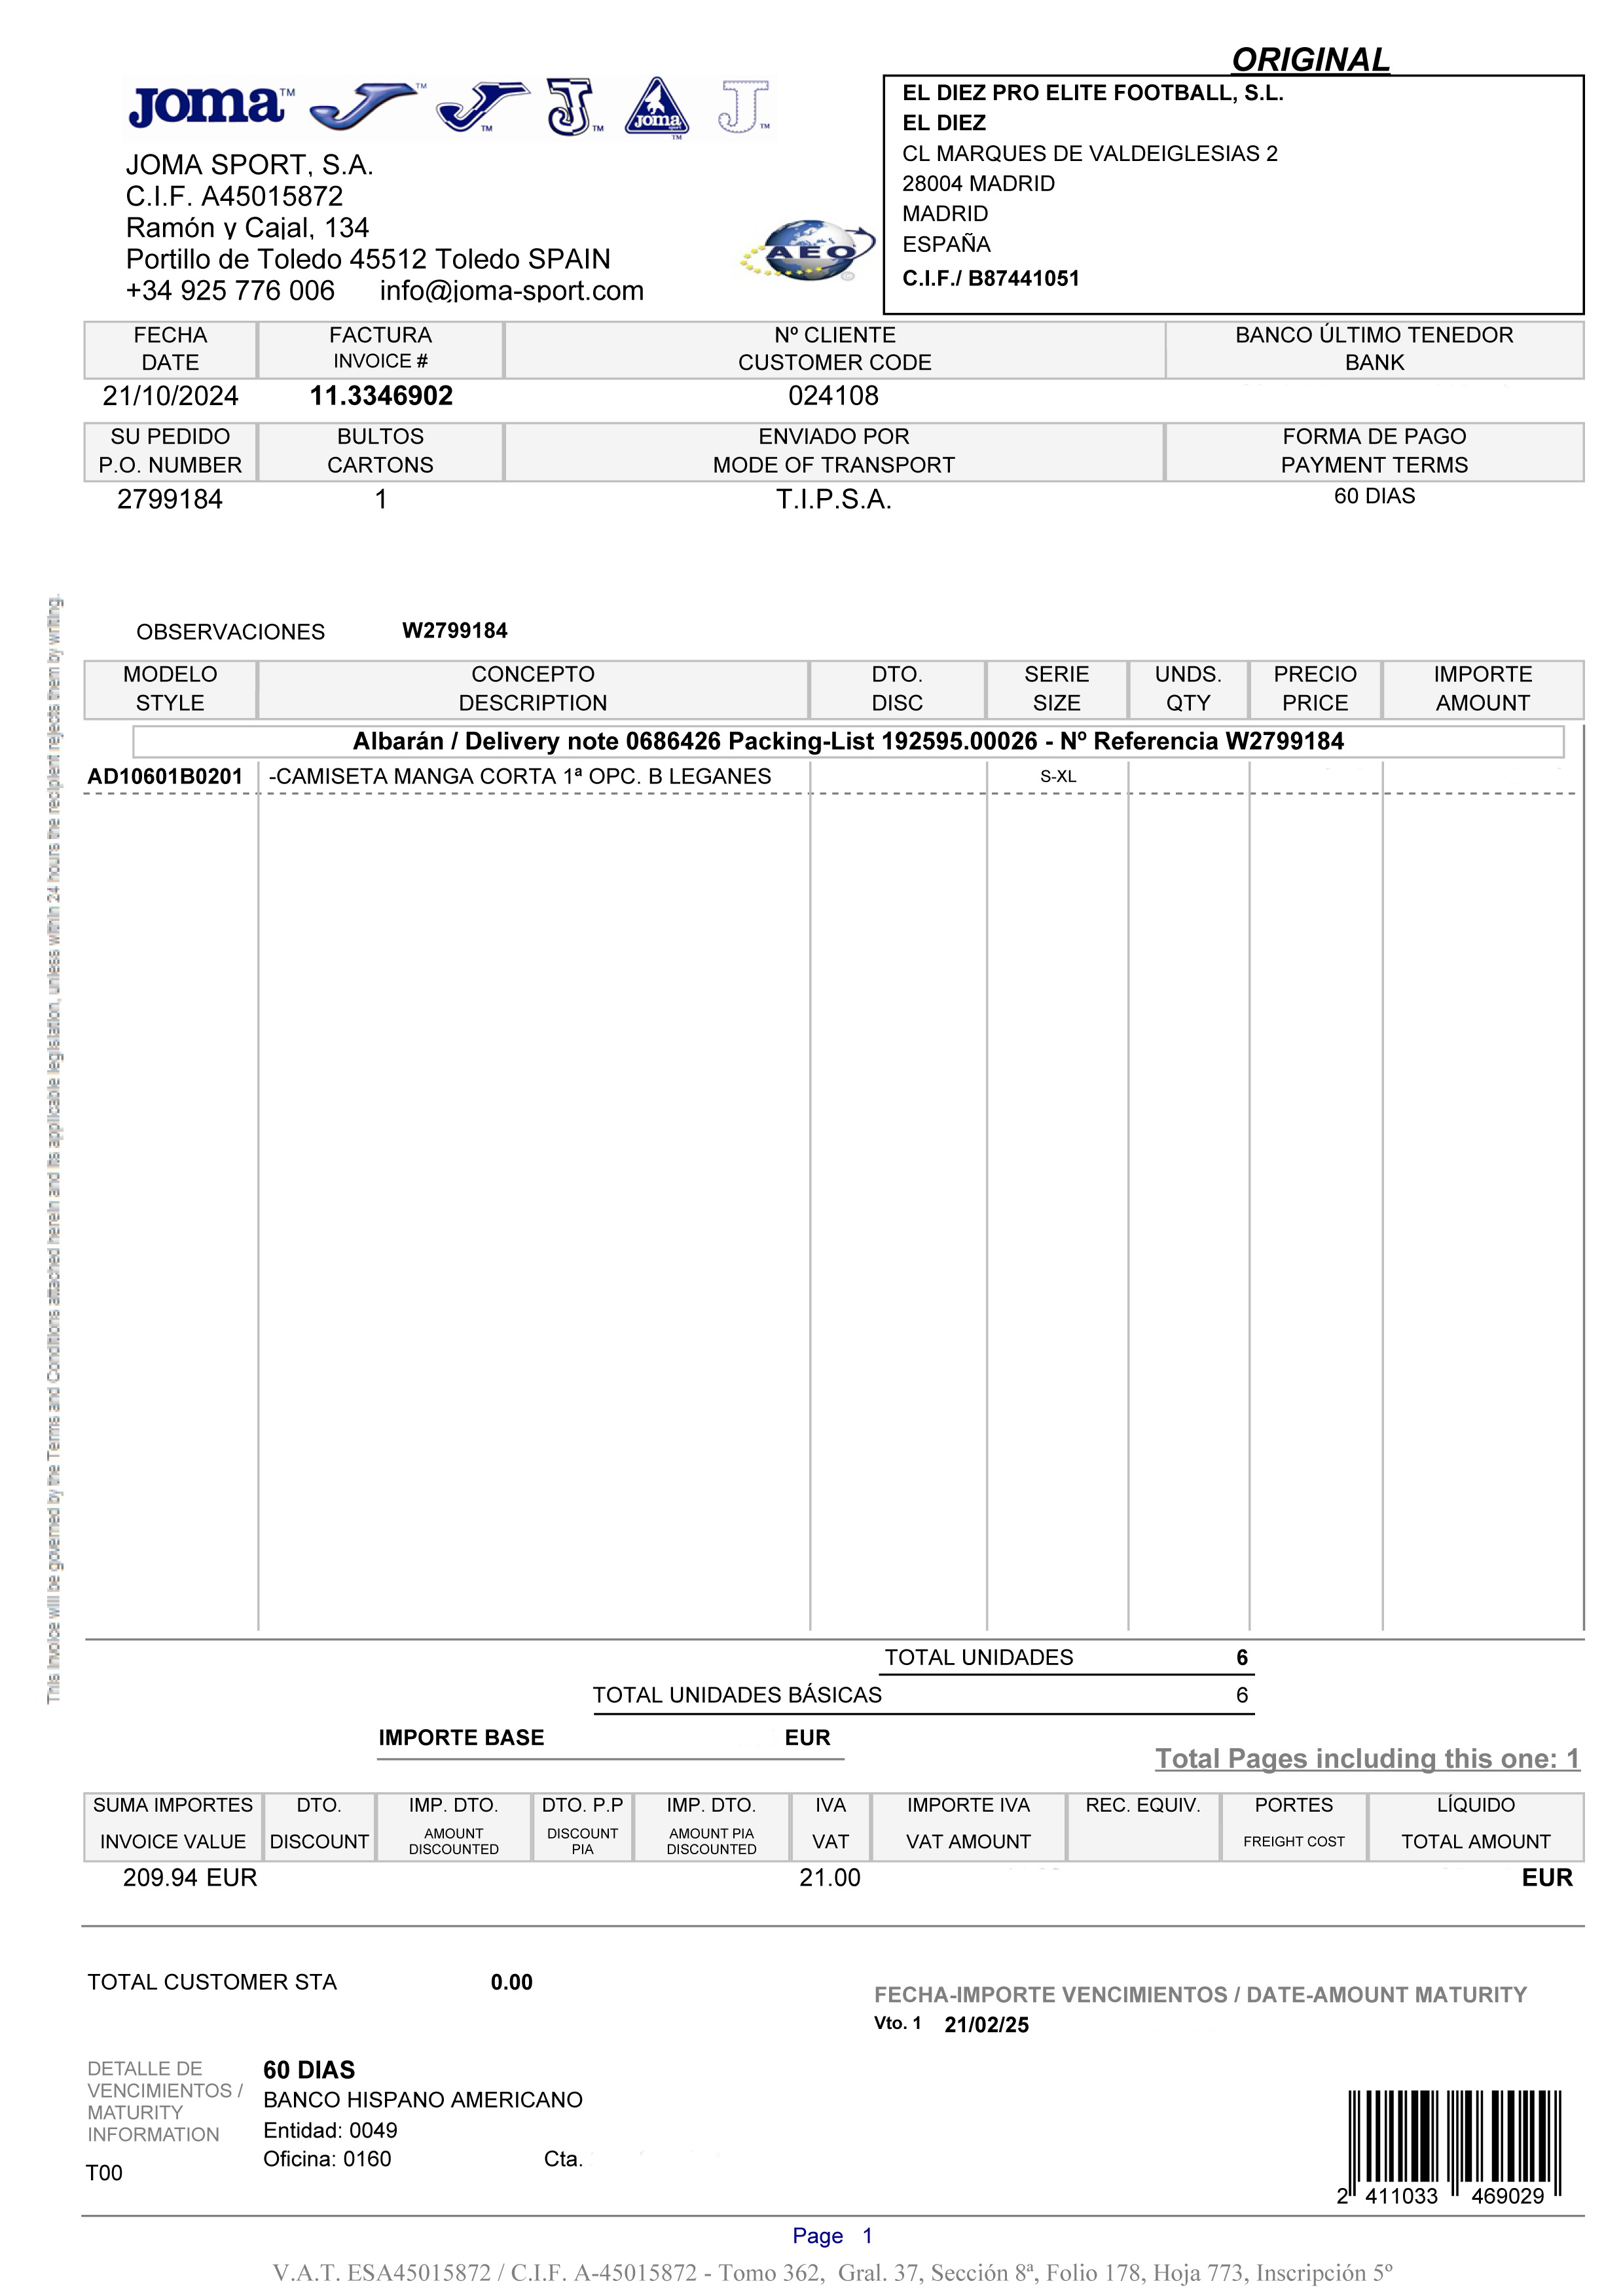 ORIGINAL
Joma™ ™ ™ ™ Joma sport ™ J™
JOMA SPORT, S.A.
C.I.F. A45015872
Ramón y Cajal, 134
Portillo de Toledo 45512 Toledo SPAIN
+34 925 776 006 info@joma-sport.com
AEO ©
EL DIEZ PRO ELITE FOOTBALL, S.L.
EL DIEZ
CL MARQUES DE VALDEIGLESIAS 2
28004 MADRID
MADRID
ESPAÑA
C.I.F./ B87441051
FECHA FACTURA Nº CLIENTE BANCO ÚLTIMO TENEDOR
DATE INVOICE # CUSTOMER CODE BANK
21/10/2024 11.3346902 024108
SU PEDIDO BULTOS ENVIADO POR FORMA DE PAGO
P.O. NUMBER CARTONS MODE OF TRANSPORT PAYMENT TERMS
2799184 1 T.I.P.S.A. 60 DIAS
This invoice will be governed by the Terms and Conditions attached herein and its applicable legislation, unless within 24 hours the recipient rejects them by writing.
OBSERVACIONES W2799184
MODELO CONCEPTO DTO. SERIE UNDS. PRECIO IMPORTE
STYLE DESCRIPTION DISC SIZE QTY PRICE AMOUNT
Albarán / Delivery note 0686426 Packing-List 192595.00026 - Nº Referencia W2799184
AD10601B0201 -CAMISETA MANGA CORTA 1ª OPC. B LEGANES S-XL
TOTAL UNIDADES 6
TOTAL UNIDADES BÁSICAS 6
IMPORTE BASE EUR
Total Pages including this one: 1
SUMA IMPORTES DTO. IMP. DTO. DTO. P.P IMP. DTO. IVA IMPORTE IVA REC. EQUIV. PORTES LÍQUIDO
INVOICE VALUE DISCOUNT AMOUNT DISCOUNTED DISCOUNT PIA AMOUNT PIA DISCOUNTED VAT VAT AMOUNT FREIGHT COST TOTAL AMOUNT
209.94 EUR 21.00 EUR
TOTAL CUSTOMER STA 0.00
FECHA-IMPORTE VENCIMIENTOS / DATE-AMOUNT MATURITY
Vto. 1 21/02/25
DETALLE DE
VENCIMIENTOS /
MATURITY
INFORMATION
60 DIAS
BANCO HISPANO AMERICANO
Entidad: 0049
Oficina: 0160 Cta.
T00
2 411033 469029
Page 1
V.A.T. ESA45015872 / C.I.F. A-45015872 - Tomo 362, Gral. 37, Sección 8ª, Folio 178, Hoja 773, Inscripción 5º